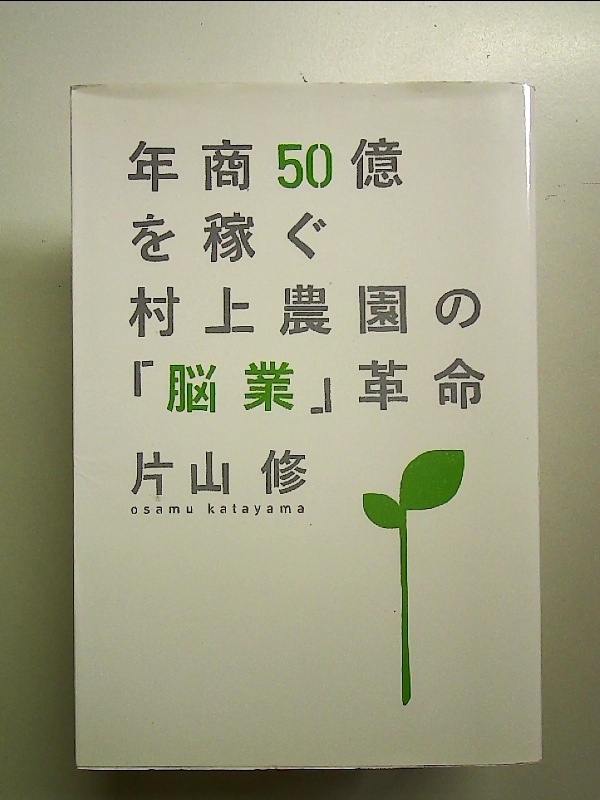 年商50億
を稼ぐ
村上農園の
「脳業」革命
片山 修
osamu katayama